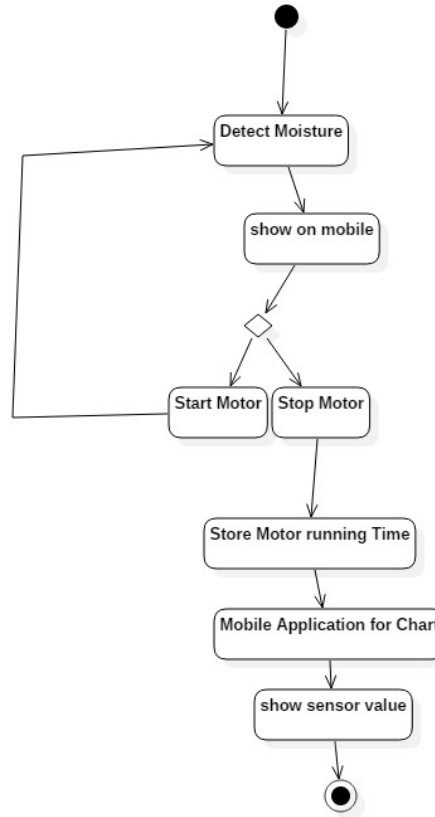 Detect Moisture
show on mobile
Start Motor
Stop Motor
Store Motor running Time
Mobile Application for Chart
show sensor value